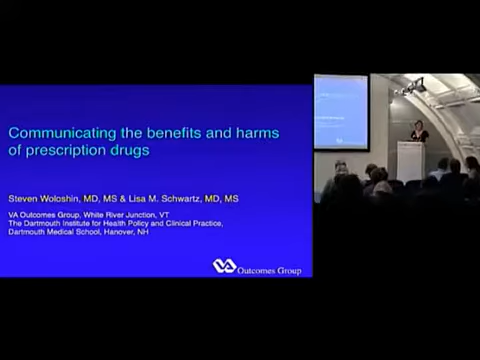 Communicating the benefits and harms
of prescription drugs
Steven Woloshin, MD, MS & Lisa M. Schwartz, MD, MS
VA Outcomes Group, White River Junction, VT
The Dartmouth Institute for Health Policy and Clinical Practice,
Dartmouth Medical School, Hanover, NH
VA Outcomes Group